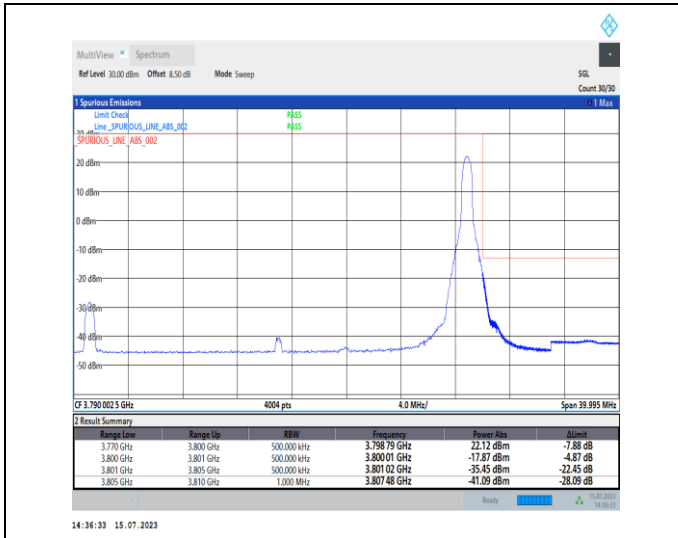 MultiView Spectrum
Ref Level 30.00 dBm Offset 8.50 dB Mode Sweep SGL
Count 30/30
1 Spurious Emissions 1 Max
Limit Check PASS
Line _SPURIOUS_LINE_ABS_002 PASS
_SPURIOUS_LINE_ABS_002
20 dBm
10 dBm
0 dBm
-10 dBm
-20 dBm
-30 dBm
-40 dBm
-50 dBm
CF 3.790 002 5 GHz 4004 pts 4.0 MHz/ Span 39.995 MHz
2 Result Summary
Range Low Range Up RBW Frequency Power Abs ΔLimit
3.770 GHz 3.800 GHz 500.000 kHz 3.798 79 GHz 22.12 dBm -7.88 dB
3.800 GHz 3.801 GHz 500.000 kHz 3.800 01 GHz -17.87 dBm -4.87 dB
3.801 GHz 3.805 GHz 500.000 kHz 3.801 02 GHz -35.45 dBm -22.45 dB
3.805 GHz 3.810 GHz 1.000 MHz 3.807 48 GHz -41.09 dBm -28.09 dB
Ready 15.07.2023
14:36:33
14:36:33 15.07.2023